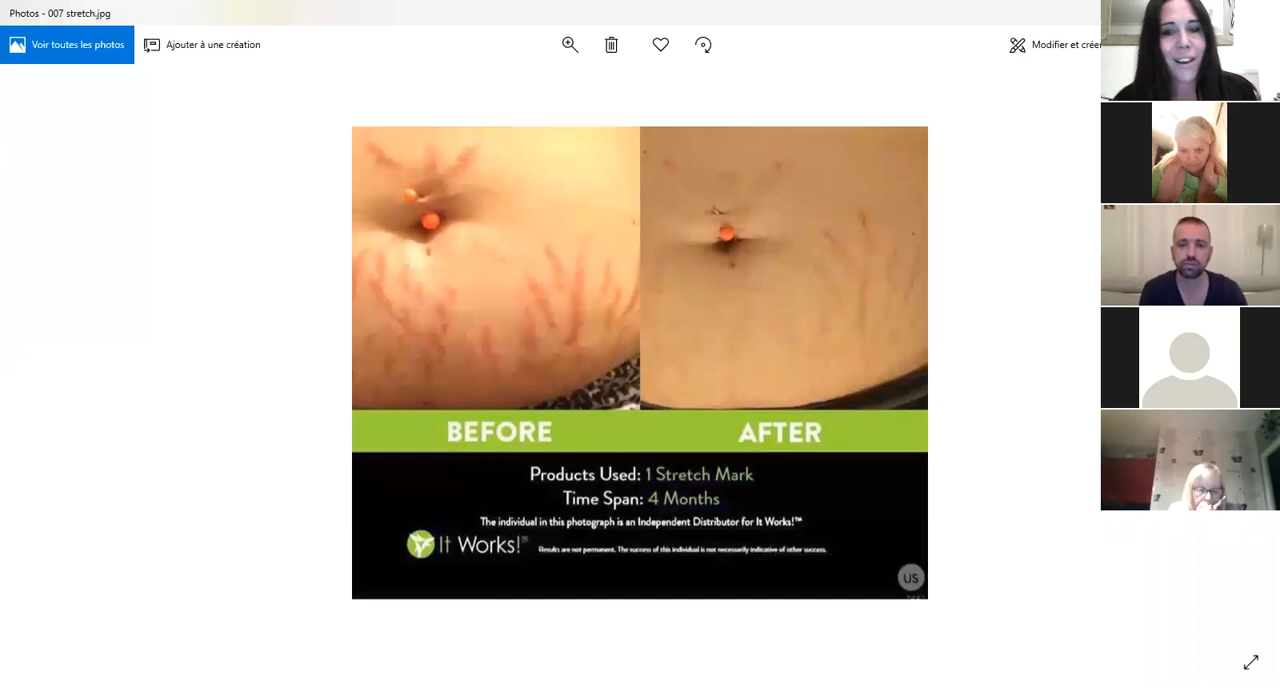 Photos - 007 stretch.jpg
Voir toutes les photos
Ajouter à une création
Modifier et créer
BEFORE
AFTER
Products Used: 1 Stretch Mark
Time Span: 4 Months
The individual in this photograph is an Independent Distributor for It Works!™
It Works!®
Results are not permanent. The success of this individual is not necessarily indicative of other success.
US